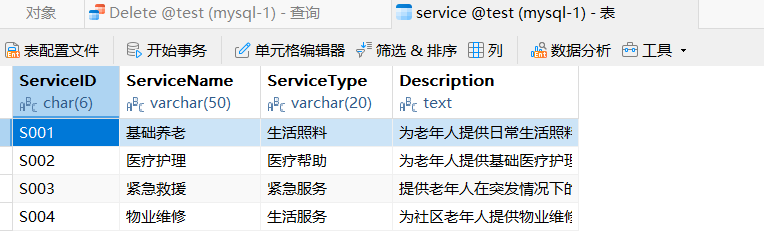 对象 Delete @test (mysql-1) - 查询 service @test (mysql-1) - 表
表配置文件 开始事务 单元格编辑器 筛选 & 排序 列 数据分析 工具
ServiceID ServiceName ServiceType Description
char(6) varchar(50) varchar(20) text
S001 基础养老 生活照料 为老年人提供日常生活照料
S002 医疗护理 医疗帮助 为老年人提供基础医疗护理
S003 紧急救援 紧急服务 提供老年人在突发情况下的
S004 物业维修 生活服务 为社区老年人提供物业维修